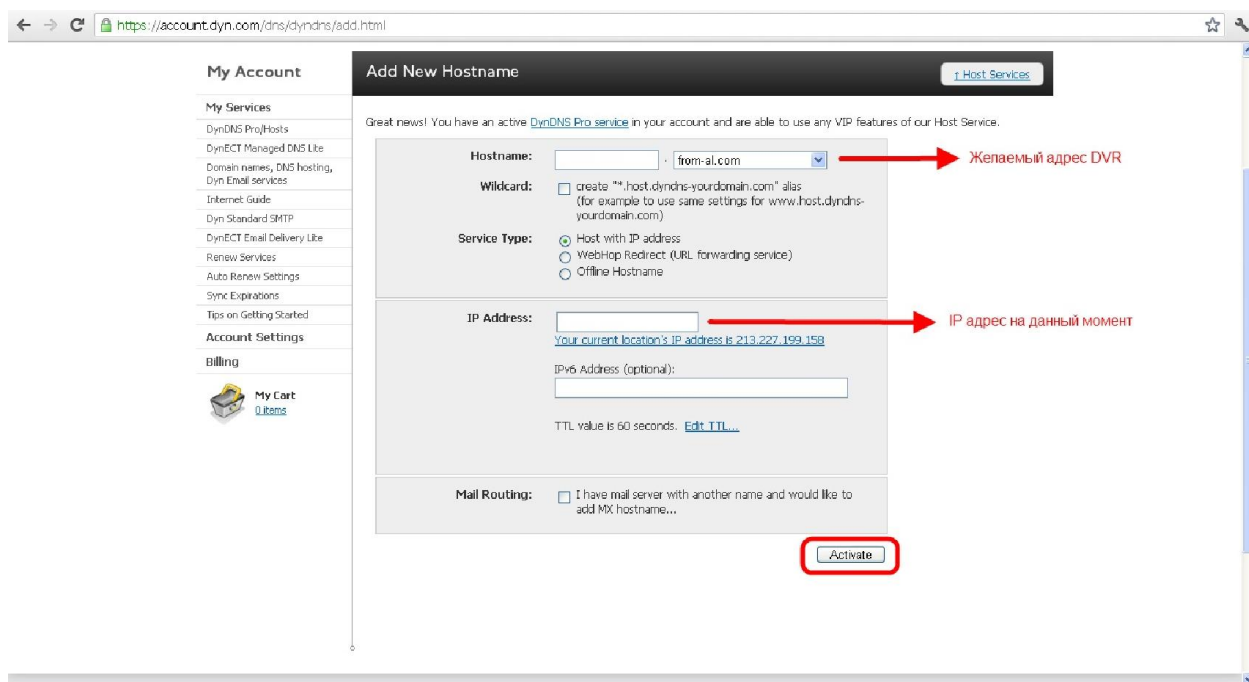 https://account.dyn.com/dns/dyndns/add.html
My Account
Add New Hostname
↑ Host Services
My Services
DynDNS Pro/Hosts
DynECT Managed DNS Lite
Domain names, DNS hosting,
Dyn Email services
Internet Guide
Dyn Standard SMTP
DynECT Email Delivery Lite
Renew Services
Auto Renew Settings
Sync Expirations
Tips on Getting Started
Account Settings
Billing
My Cart
0 items
Great news! You have an active DynDNS Pro service in your account and are able to use any VIP features of our Host Service.
Hostname: . from-al.com
Желаемый адрес DVR
Wildcard: create "*.host.dyndns-yourdomain.com" alias
(for example to use same settings for www.host.dyndns-
yourdomain.com)
Service Type: Host with IP address
WebHop Redirect (URL forwarding service)
Offline Hostname
IP Address:
IP адрес на данный момент
Your current location's IP address is 213.227.199.158
IPv6 Address (optional):
TTL value is 60 seconds. Edit TTL...
Mail Routing: I have mail server with another name and would like to
add MX hostname...
Activate